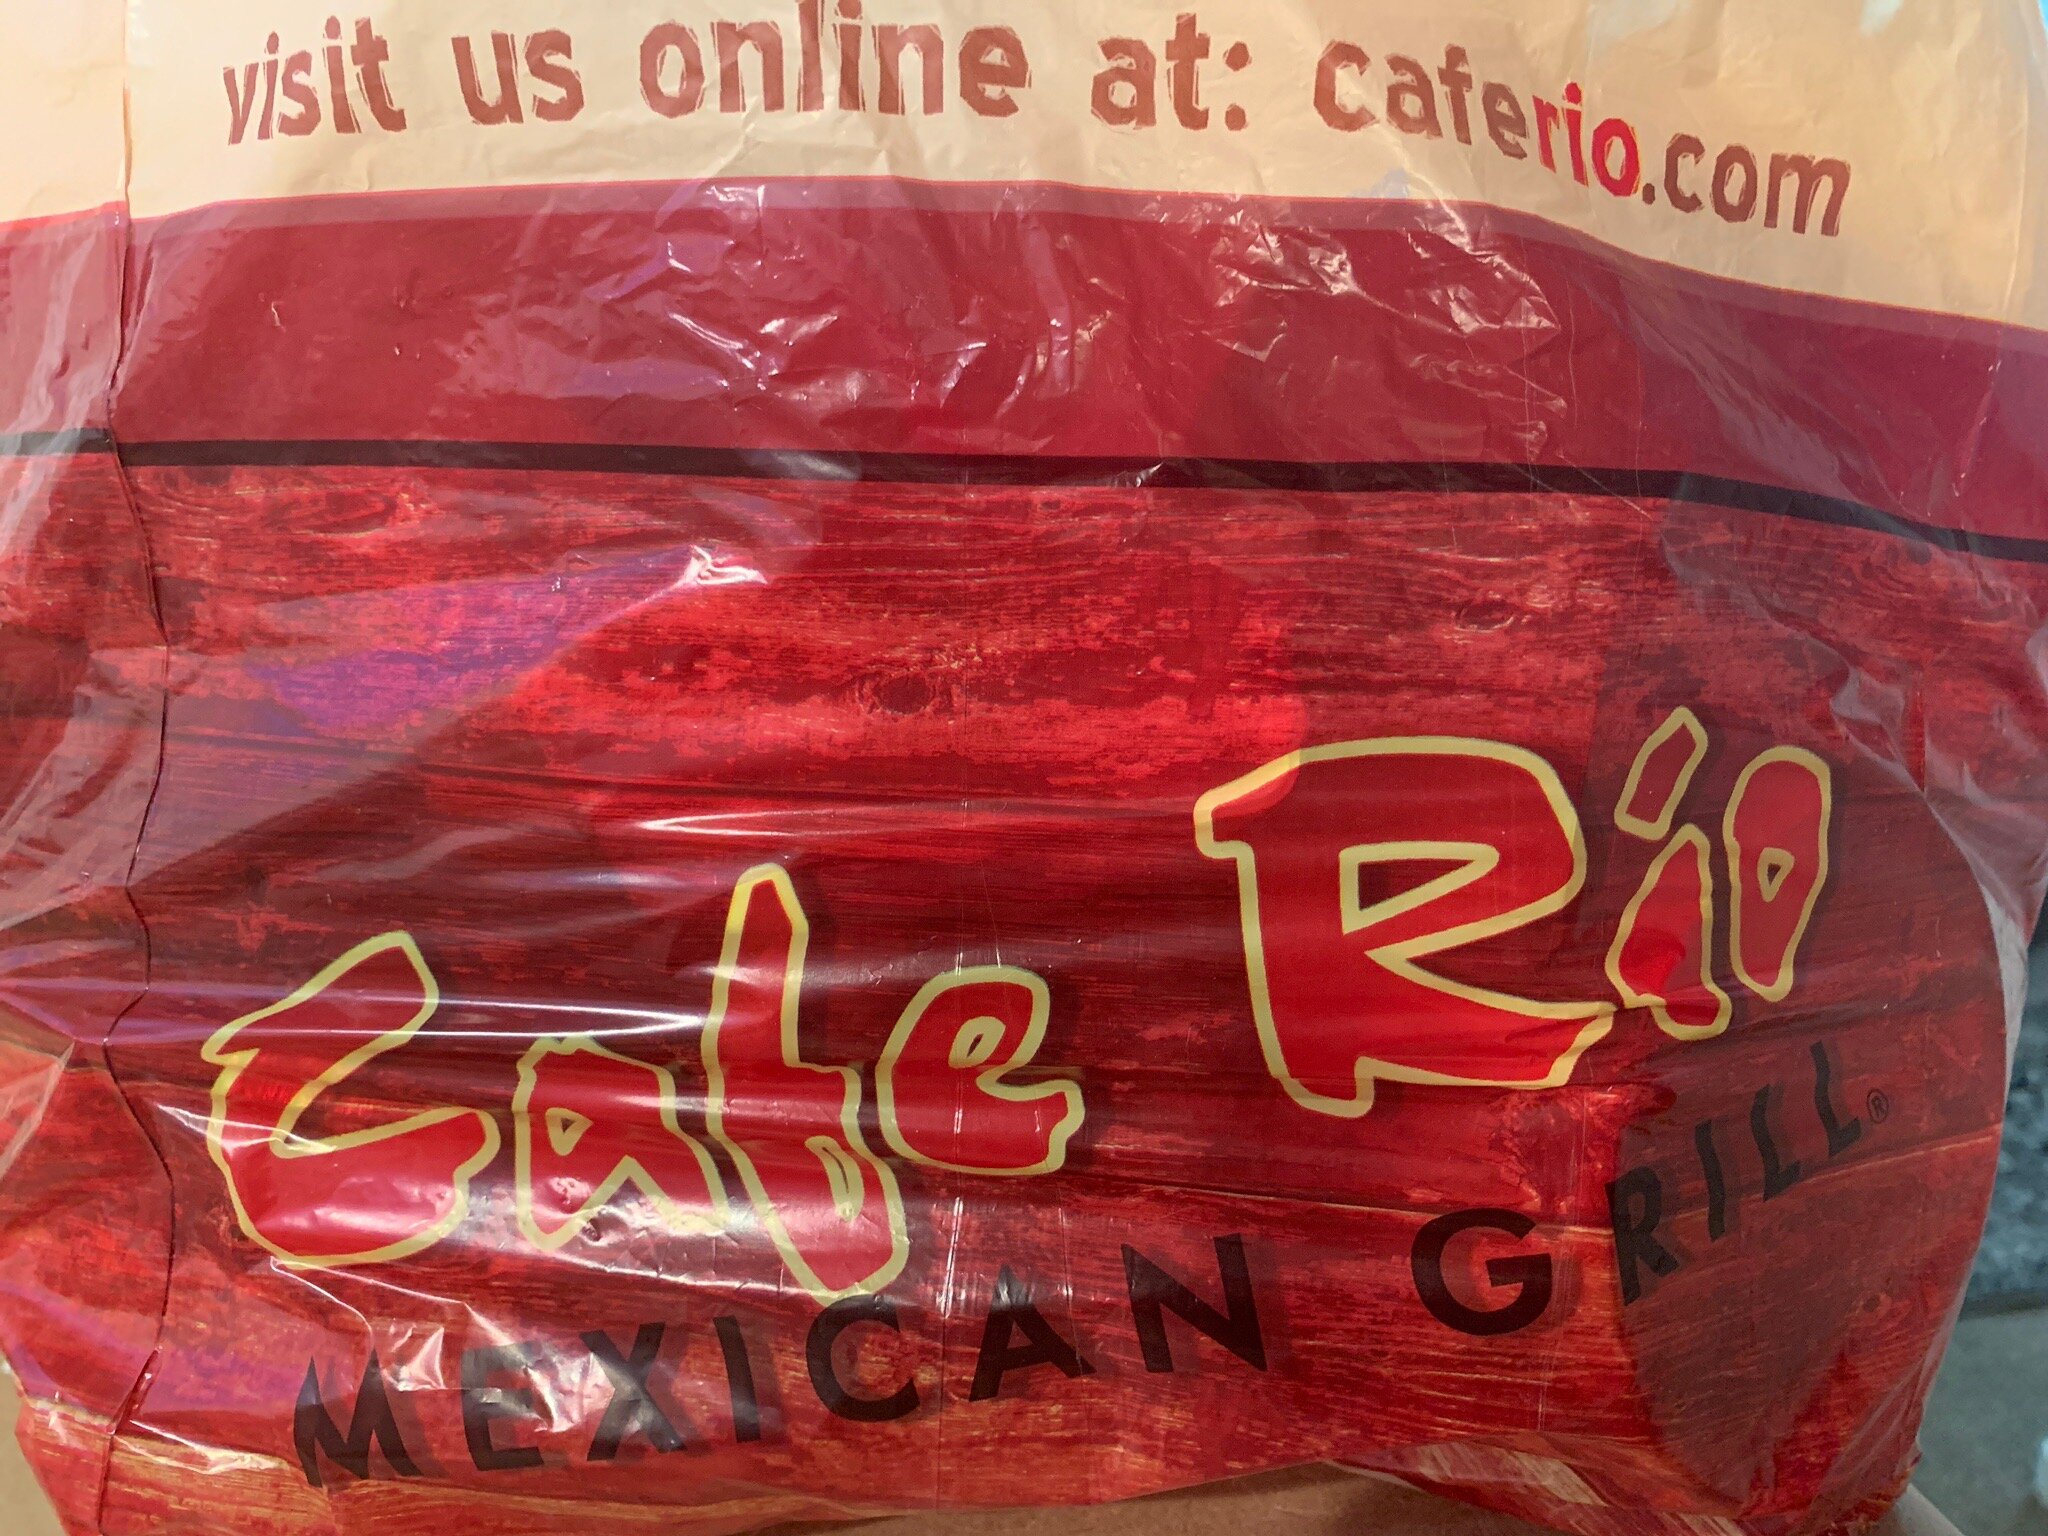 visit us online at: caferio.com
Cafe Rio
MEXICAN GRILL®